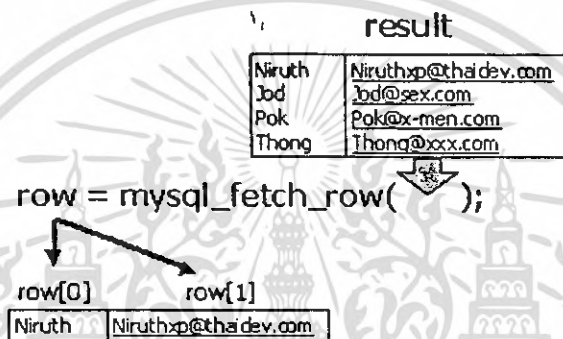 result
Niruth Niruthxp@thaidev.com
Jod Jod@sex.com
Pok Pok@x-men.com
Thong Thong@xxx.com
row = mysql_fetch_row( );
row[0] row[1]
Niruth Niruthxp@thaidev.com